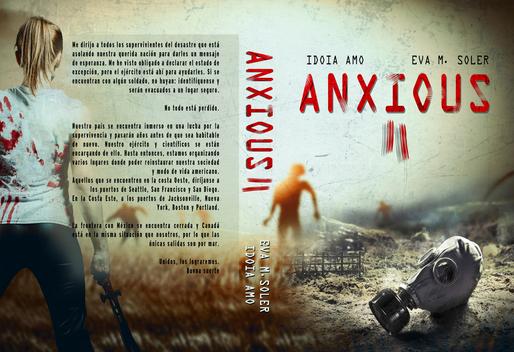 Me dirijo a todos los supervivientes del desastre que está
asolando nuestra querida nación para darles un mensaje
de esperanza. Me he visto obligado a declarar el estado de
excepción, pero el ejército está ahí para ayudarles. Si se
encuentran con algún soldado, no huyan: identifíquense y
serán evacuados a un lugar seguro.
No todo está perdido.
Nuestro país se encuentra inmerso en una lucha por la
supervivencia y pasarán años antes de que sea habitable
de nuevo. Nuestro ejército y científicos se están
encargando de ello. Hasta entonces, estamos organizando
varios lugares donde poder reinstaurar nuestra sociedad
y modo de vida americano.
Aquellos que se encuentren en la costa Oeste, diríjanse a
los puertos de Seattle, San Francisco y San Diego.
En la Costa Este, a los puertos de Jacksonville, Nueva
York, Boston y Portland.
La frontera con México se encuentra cerrada y Canadá
está en la misma situación que nosotros, por lo que las
únicas salidas son por mar.
Unidos, lo lograremos.
Buena suerte
ANXIOUS II
EVA M. SOLER
IDOIA AMO
IDOIA AMO
EVA M. SOLER
ANXIOUS
II